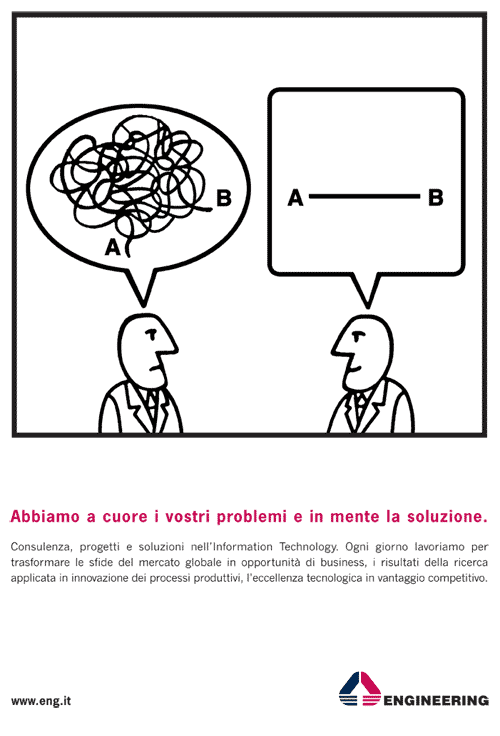 A
B
A
B
Abbiamo a cuore i vostri problemi e in mente la soluzione.
Consulenza, progetti e soluzioni nell'Information Technology. Ogni giorno lavoriamo per
trasformare le sfide del mercato globale in opportunità di business, i risultati della ricerca
applicata in innovazione dei processi produttivi, l'eccellenza tecnologica in vantaggio competitivo.
www.eng.it
ENGINEERING